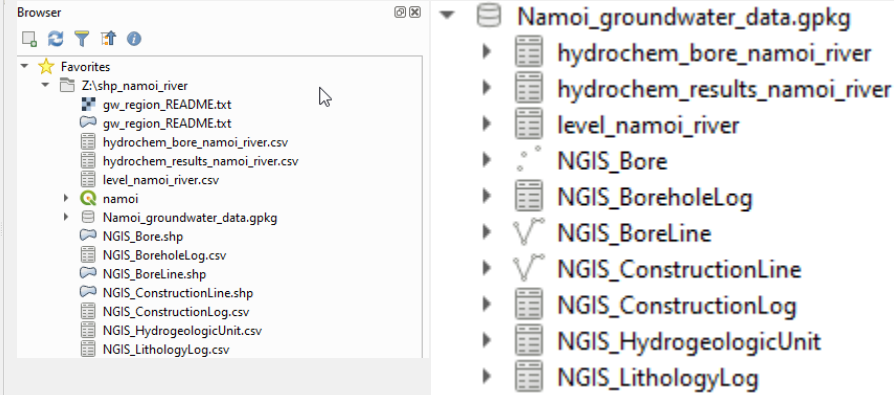 Browser
Favorites
Z:\shp_namoi_river
gw_region_README.txt
gw_region_README.txt
hydrochem_bore_namoi_river.csv
hydrochem_results_namoi_river.csv
level_namoi_river.csv
namoi
Namoi_groundwater_data.gpkg
NGIS_Bore.shp
NGIS_BoreholeLog.csv
NGIS_BoreLine.shp
NGIS_ConstructionLine.shp
NGIS_ConstructionLog.csv
NGIS_HydrogeologicUnit.csv
NGIS_LithologyLog.csv
Namoi_groundwater_data.gpkg
hydrochem_bore_namoi_river
hydrochem_results_namoi_river
level_namoi_river
NGIS_Bore
NGIS_BoreholeLog
NGIS_BoreLine
NGIS_ConstructionLine
NGIS_ConstructionLog
NGIS_HydrogeologicUnit
NGIS_LithologyLog